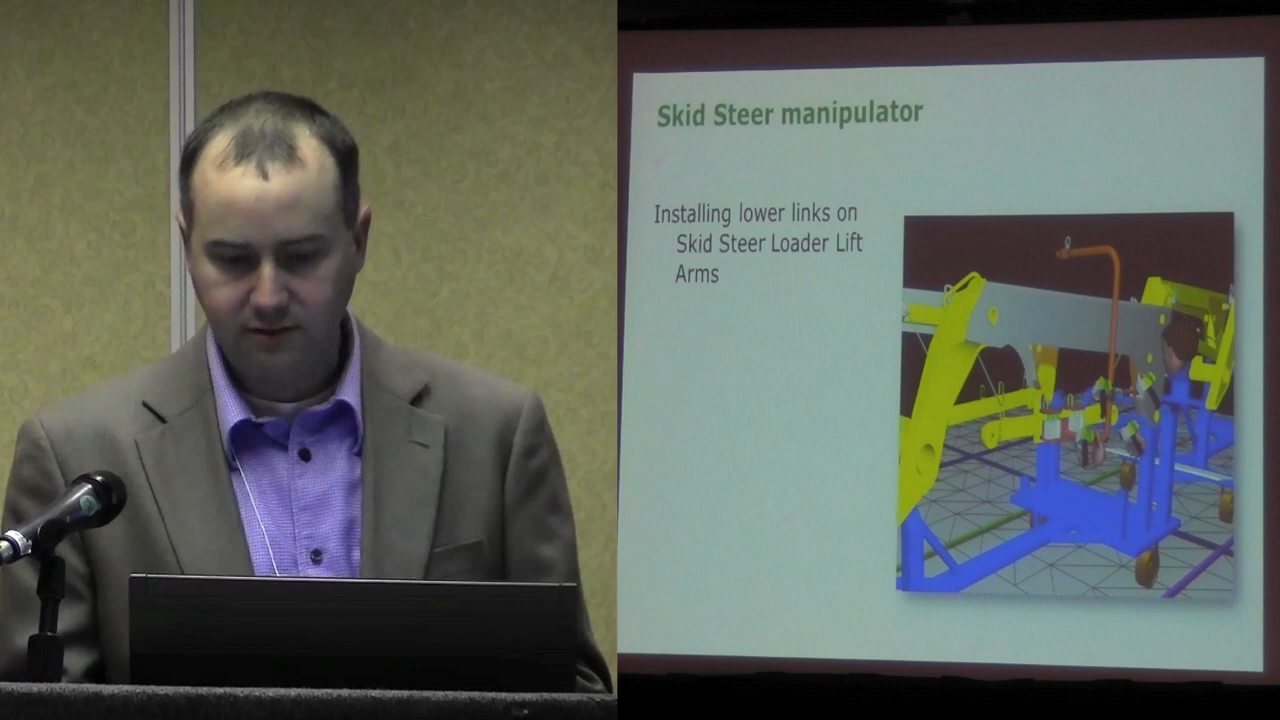 Skid Steer manipulator
Installing lower links on
Skid Steer Loader Lift
Arms